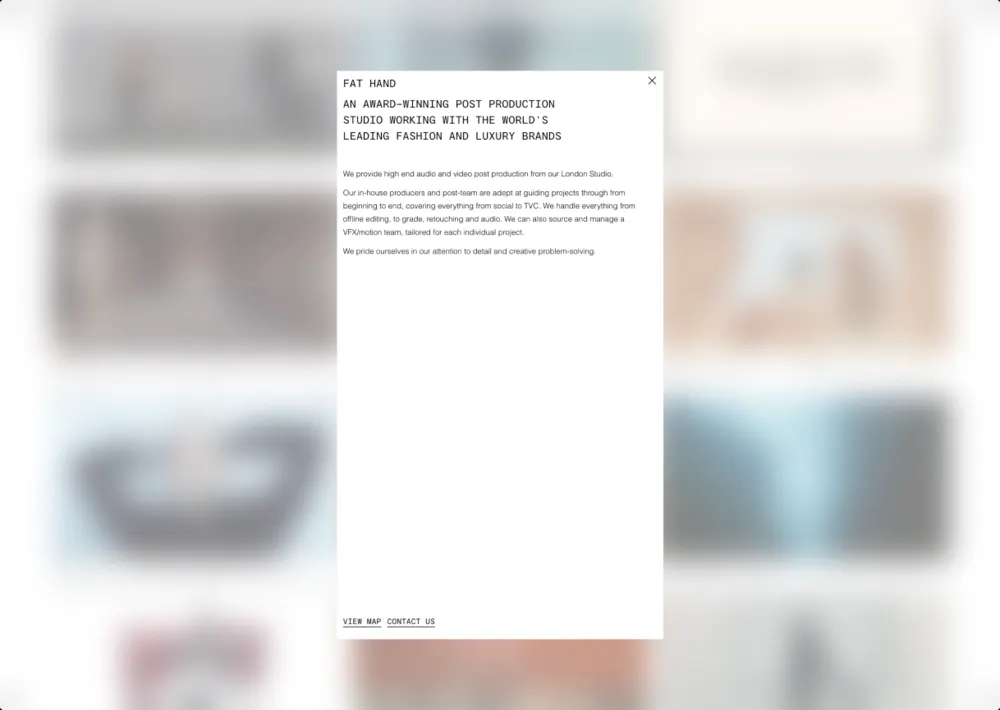 FAT HAND
AN AWARD-WINNING POST PRODUCTION
STUDIO WORKING WITH THE WORLD'S
LEADING FASHION AND LUXURY BRANDS
We provide high end audio and video post production from our London Studio.
Our in-house producers and post-team are adept at guiding projects through from
beginning to end, covering everything from social to TVC. We handle everything from
offline editing, to grade, retouching and audio. We can also source and manage a
VFX/motion team, tailored for each individual project.
We pride ourselves in our attention to detail and creative problem-solving.
VIEW MAP CONTACT US